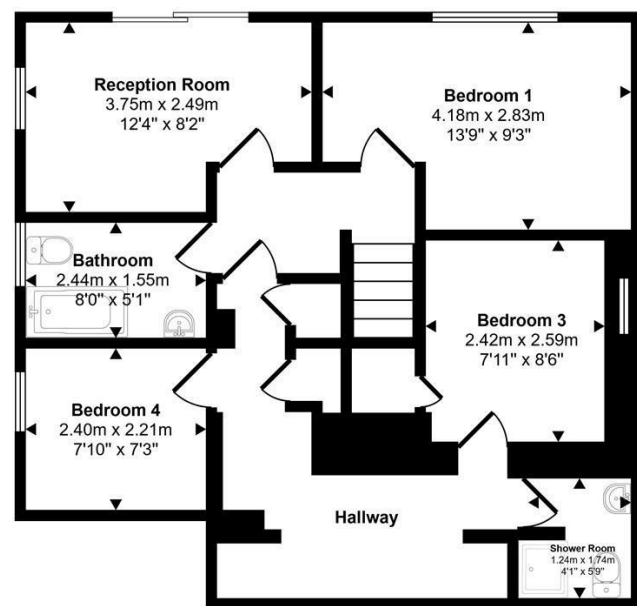 Reception Room
3.75m x 2.49m
12'4" x 8'2"
Bedroom 1
4.18m x 2.83m
13'9" x 9'3"
Bathroom
2.44m x 1.55m
8'0" x 5'1"
Bedroom 3
2.42m x 2.59m
7'11" x 8'6"
Bedroom 4
2.40m x 2.21m
7'10" x 7'3"
Hallway
Shower Room
1.24m x 1.74m
4'1" x 5'9"